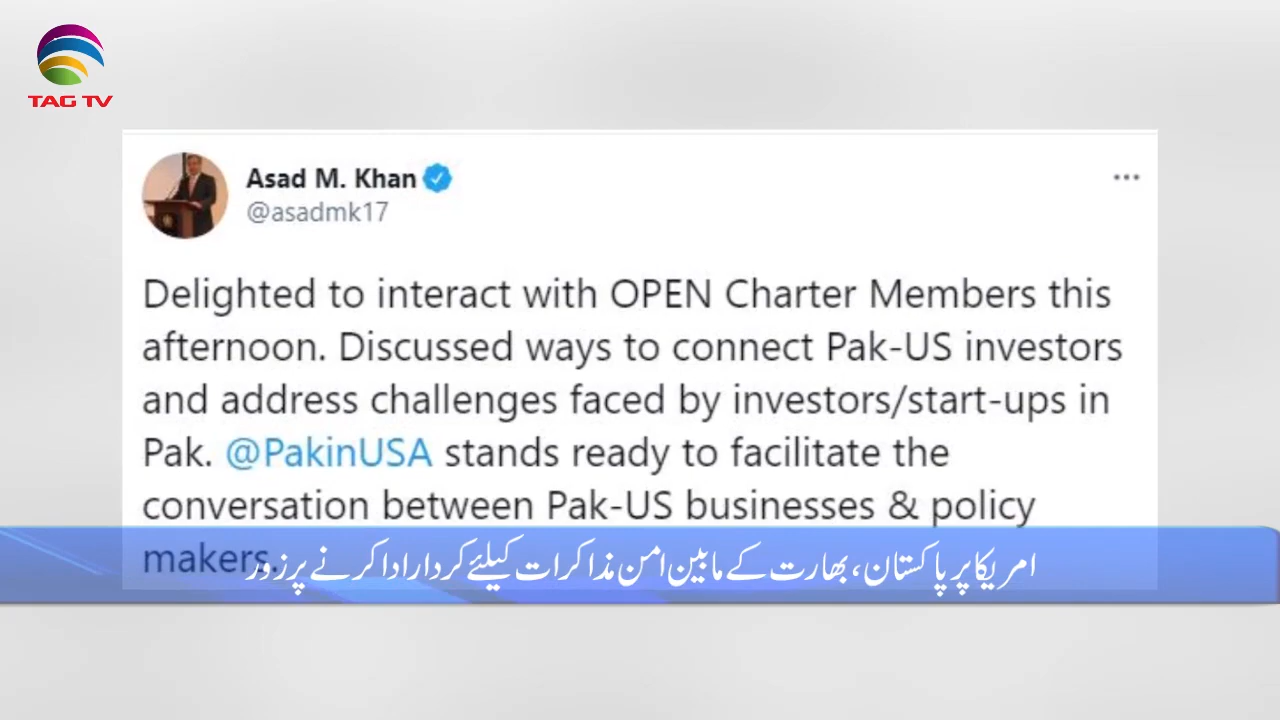 TAG TV
Asad M. Khan
@asadmk17
Delighted to interact with OPEN Charter Members this
afternoon. Discussed ways to connect Pak-US investors
and address challenges faced by investors/start-ups in
Pak. @PakinUSA stands ready to facilitate the
conversation between Pak-US businesses & policy
makers.
امریکا پر پاکستان، بھارت کے مابین امن مذاکرات کیلئے کردار ادا کرنے پر زور